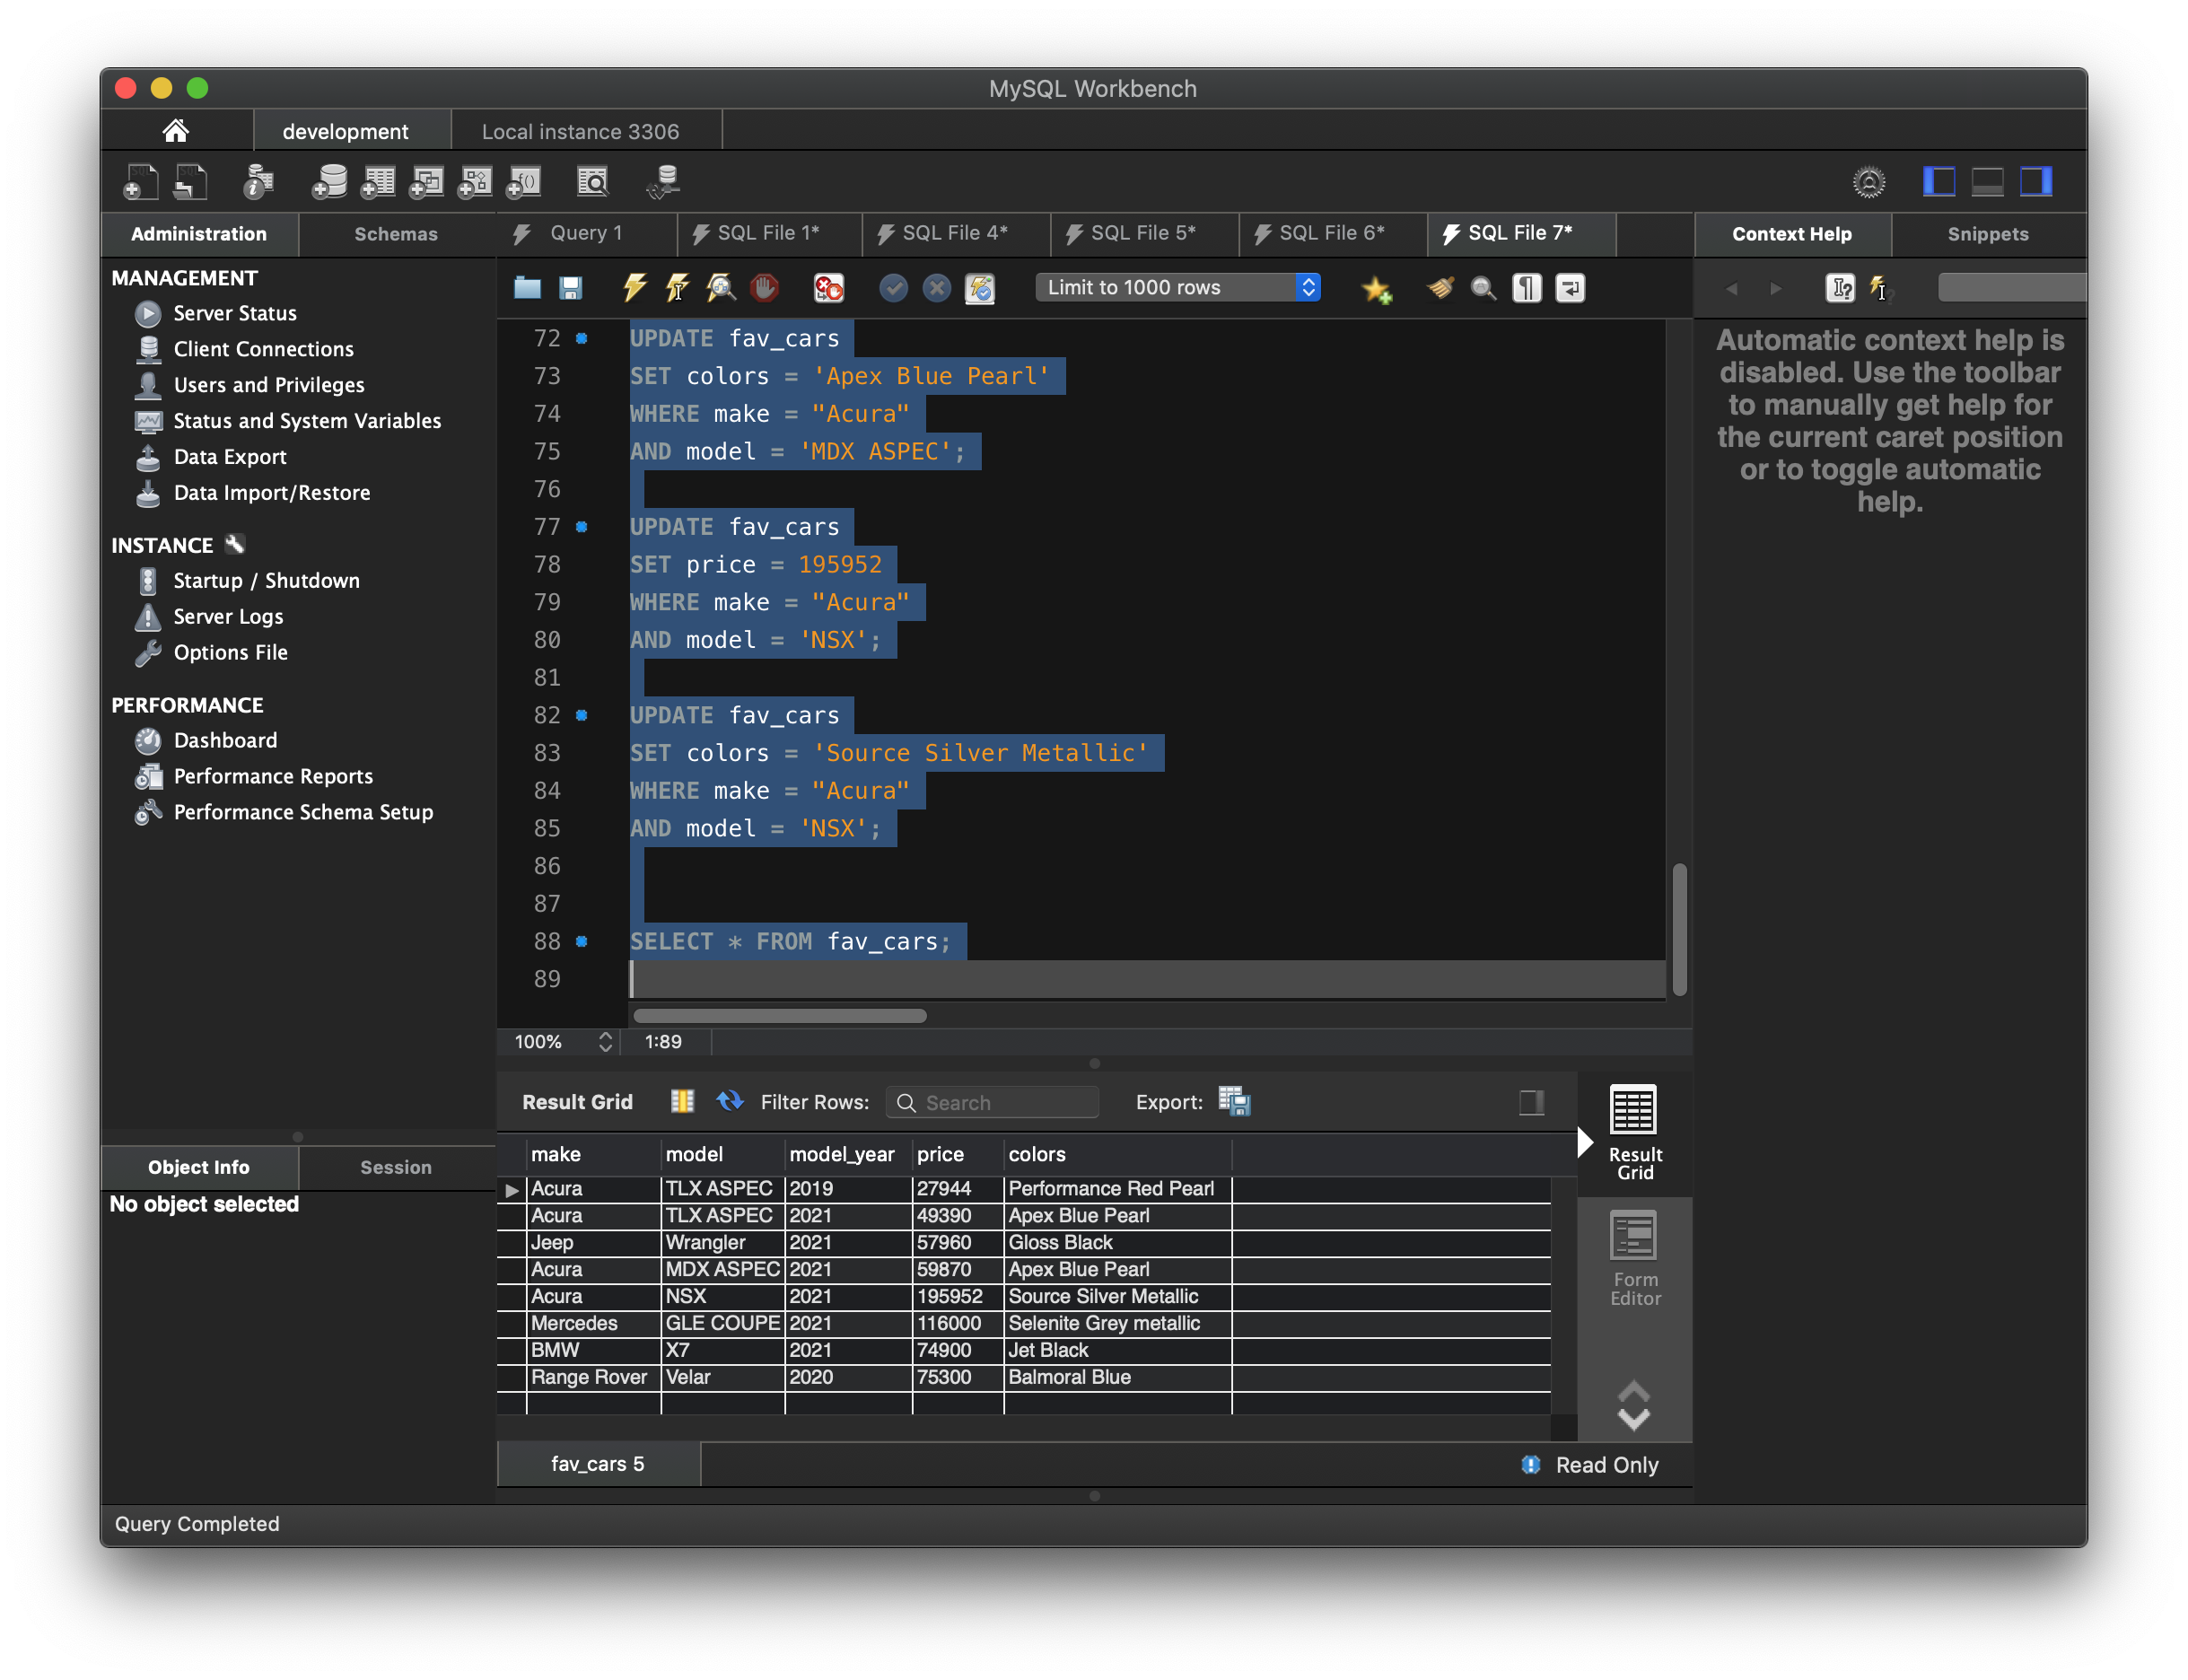 MySQL Workbench
development
Local instance 3306
Administration
Schemas
MANAGEMENT
Server Status
Client Connections
Users and Privileges
Status and System Variables
Data Export
Data Import/Restore
INSTANCE
Startup / Shutdown
Server Logs
Options File
PERFORMANCE
Dashboard
Performance Reports
Performance Schema Setup
Object Info
Session
No object selected
Query 1
SQL File 1*
SQL File 4*
SQL File 5*
SQL File 6*
SQL File 7*
Limit to 1000 rows
72 UPDATE fav_cars
73 SET colors = 'Apex Blue Pearl'
74 WHERE make = "Acura"
75 AND model = 'MDX ASPEC';
76
77 UPDATE fav_cars
78 SET price = 195952
79 WHERE make = "Acura"
80 AND model = 'NSX';
81
82 UPDATE fav_cars
83 SET colors = 'Source Silver Metallic'
84 WHERE make = "Acura"
85 AND model = 'NSX';
86
87
88 SELECT * FROM fav_cars;
89
100% 1:89
Result Grid Filter Rows: Search Export:
make model model_year price colors
Acura TLX ASPEC 2019 27944 Performance Red Pearl
Acura TLX ASPEC 2021 49390 Apex Blue Pearl
Jeep Wrangler 2021 57960 Gloss Black
Acura MDX ASPEC 2021 59870 Apex Blue Pearl
Acura NSX 2021 195952 Source Silver Metallic
Mercedes GLE COUPE 2021 116000 Selenite Grey metallic
BMW X7 2021 74900 Jet Black
Range Rover Velar 2020 75300 Balmoral Blue
Result
Grid
Form
Editor
fav_cars 5
Read Only
Context Help
Snippets
Automatic context help is
disabled. Use the toolbar
to manually get help for
the current caret position
or to toggle automatic
help.
Query Completed